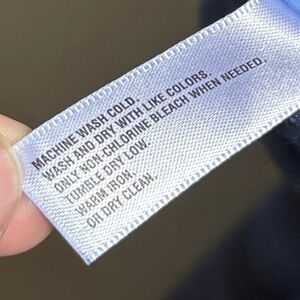 MACHINE WASH COLD.
WASH AND DRY WITH LIKE COLORS.
ONLY NON-CHLORINE BLEACH WHEN NEEDED.
TUMBLE DRY LOW.
WARM IRON.
OR DRY CLEAN.